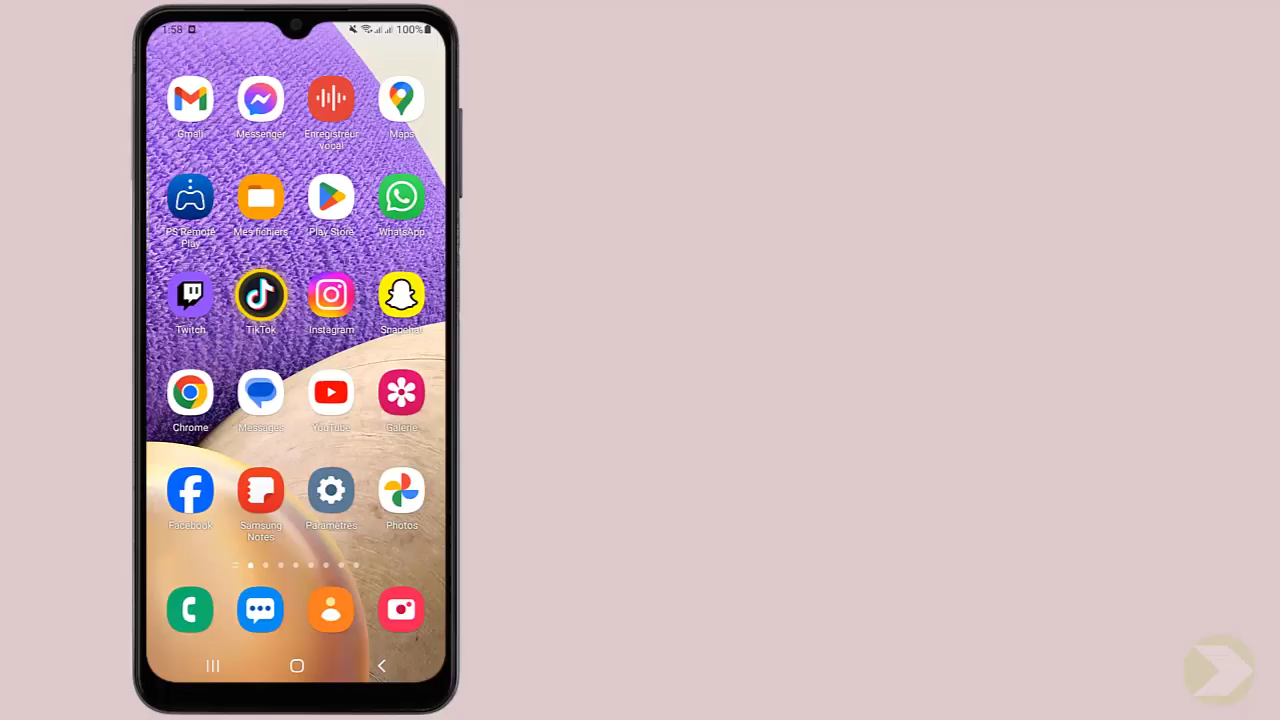 1:58
100%
Gmail
Messenger
Enregistreur
vocal
Maps
PS Remote
Play
Mes fichiers
Play Store
WhatsApp
Twitch
TikTok
Instagram
Snapchat
Chrome
Messages
YouTube
Galerie
Facebook
Samsung
Notes
Paramètres
Photos